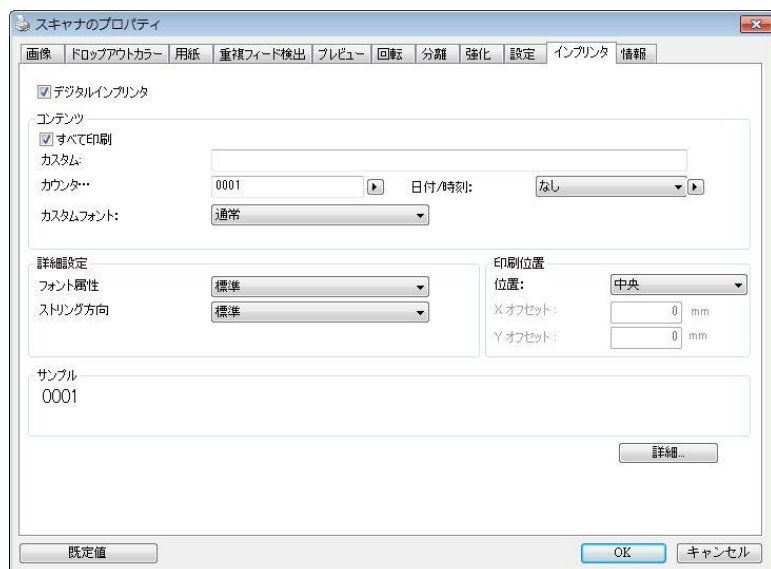 スキャナのプロパティ
画像 ドロップアウトカラー 用紙 重複フィード検出 プレビュー 回転 分離 強化 設定 インプリンタ 情報
デジタルインプリンタ
コンテンツ
すべて印刷
カスタム:
カウンタ… 0001 日付/時刻: なし
カスタムフォント: 通常
詳細設定
フォント属性 標準
ストリング方向 標準
印刷位置
位置: 中央
X オフセット: 0 mm
Y オフセット: 0 mm
サンプル
0001
詳細...
既定値 OK キャンセル